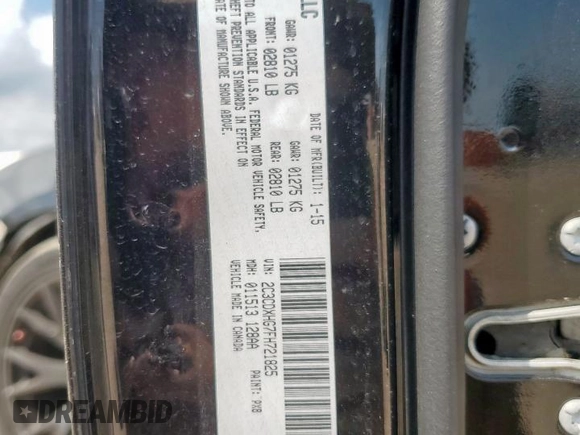 LLC
DATE OF MFR(BUILT): 1-15
GAWR: 01275 KG GAWR: 01275 KG
FRONT: 02810 LB REAR: 02810 LB
TO ALL APPLICABLE U.S.A. FEDERAL MOTOR VEHICLE SAFETY,
THEFT PREVENTION STANDARDS IN EFFECT ON
DATE OF MANUFACTURE SHOWN ABOVE.
VIN: 2C3CDXHG7FH721825
MDH: 011513 128AA PAINT: PXB
VEHICLE MADE IN CANADA
DREAMBID